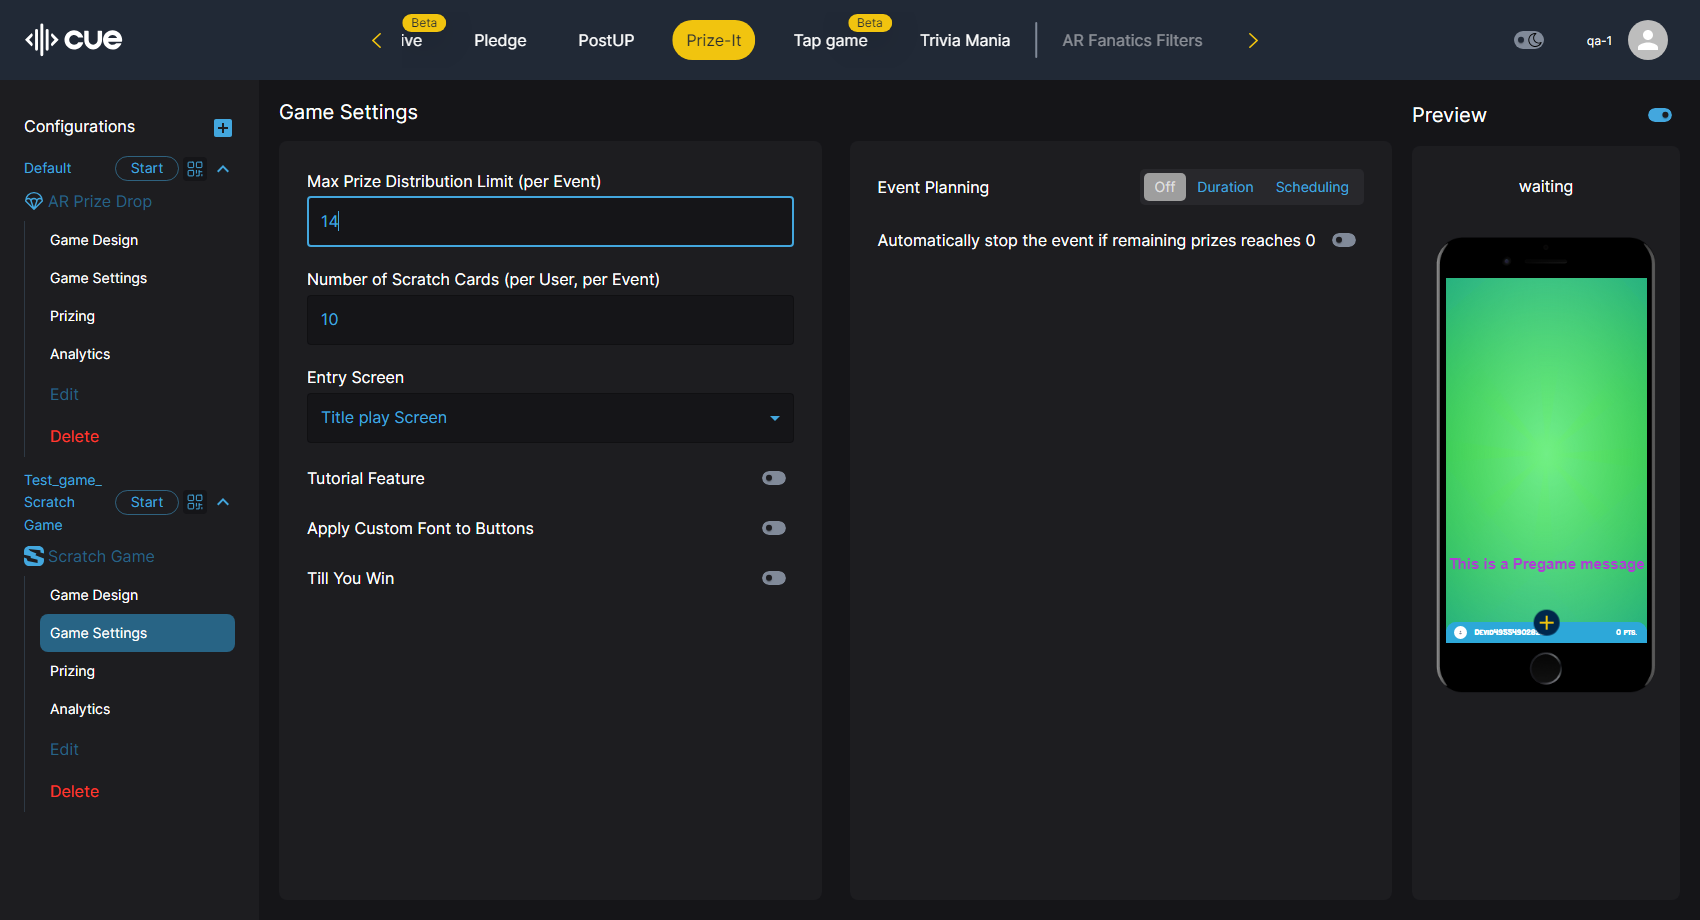 cue
ive
Beta
Pledge
PostUP
Prize-It
Tap game
Beta
Trivia Mania
AR Fanatics Filters
qa-1
Configurations
Default
Start
AR Prize Drop
Game Design
Game Settings
Prizing
Analytics
Edit
Delete
Test_game_
Scratch
Game
Start
Scratch Game
Game Design
Game Settings
Prizing
Analytics
Edit
Delete
Game Settings
Max Prize Distribution Limit (per Event)
14
Number of Scratch Cards (per User, per Event)
10
Entry Screen
Title play Screen
Tutorial Feature
Apply Custom Font to Buttons
Till You Win
Event Planning
Off
Duration
Scheduling
Automatically stop the event if remaining prizes reaches 0
Preview
waiting
This is a Pregame message
0 PTS.